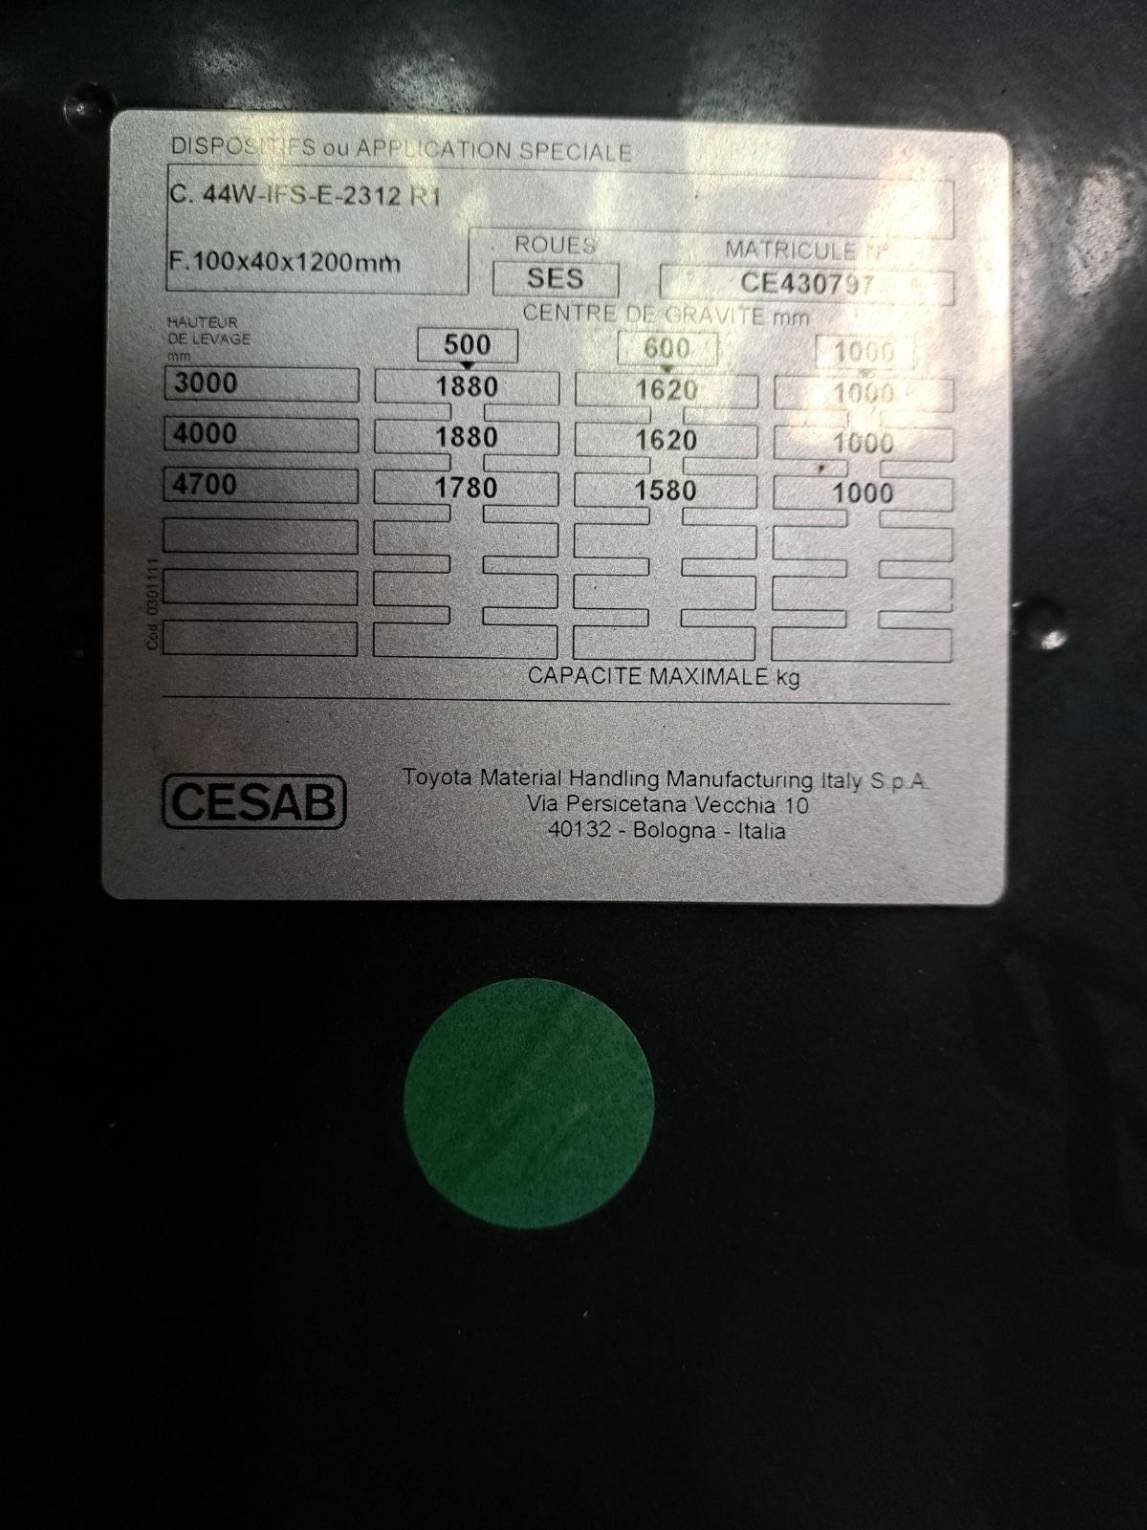 DISPOSITIFS ou APPLICATION SPECIALE
C. 44W-IFS-E-2312 R1
F.100x40x1200mm
ROUES
SES
MATRICULE N°
CE430797
CENTRE DE GRAVITE mm
HAUTEUR
DE LEVAGE
mm
500 600 1000
3000 1880 1620 1000
4000 1880 1620 1000
4700 1780 1580 1000
Cod. 0301111
CAPACITE MAXIMALE kg
CESAB
Toyota Material Handling Manufacturing Italy S.p.A.
Via Persicetana Vecchia 10
40132 - Bologna - Italia